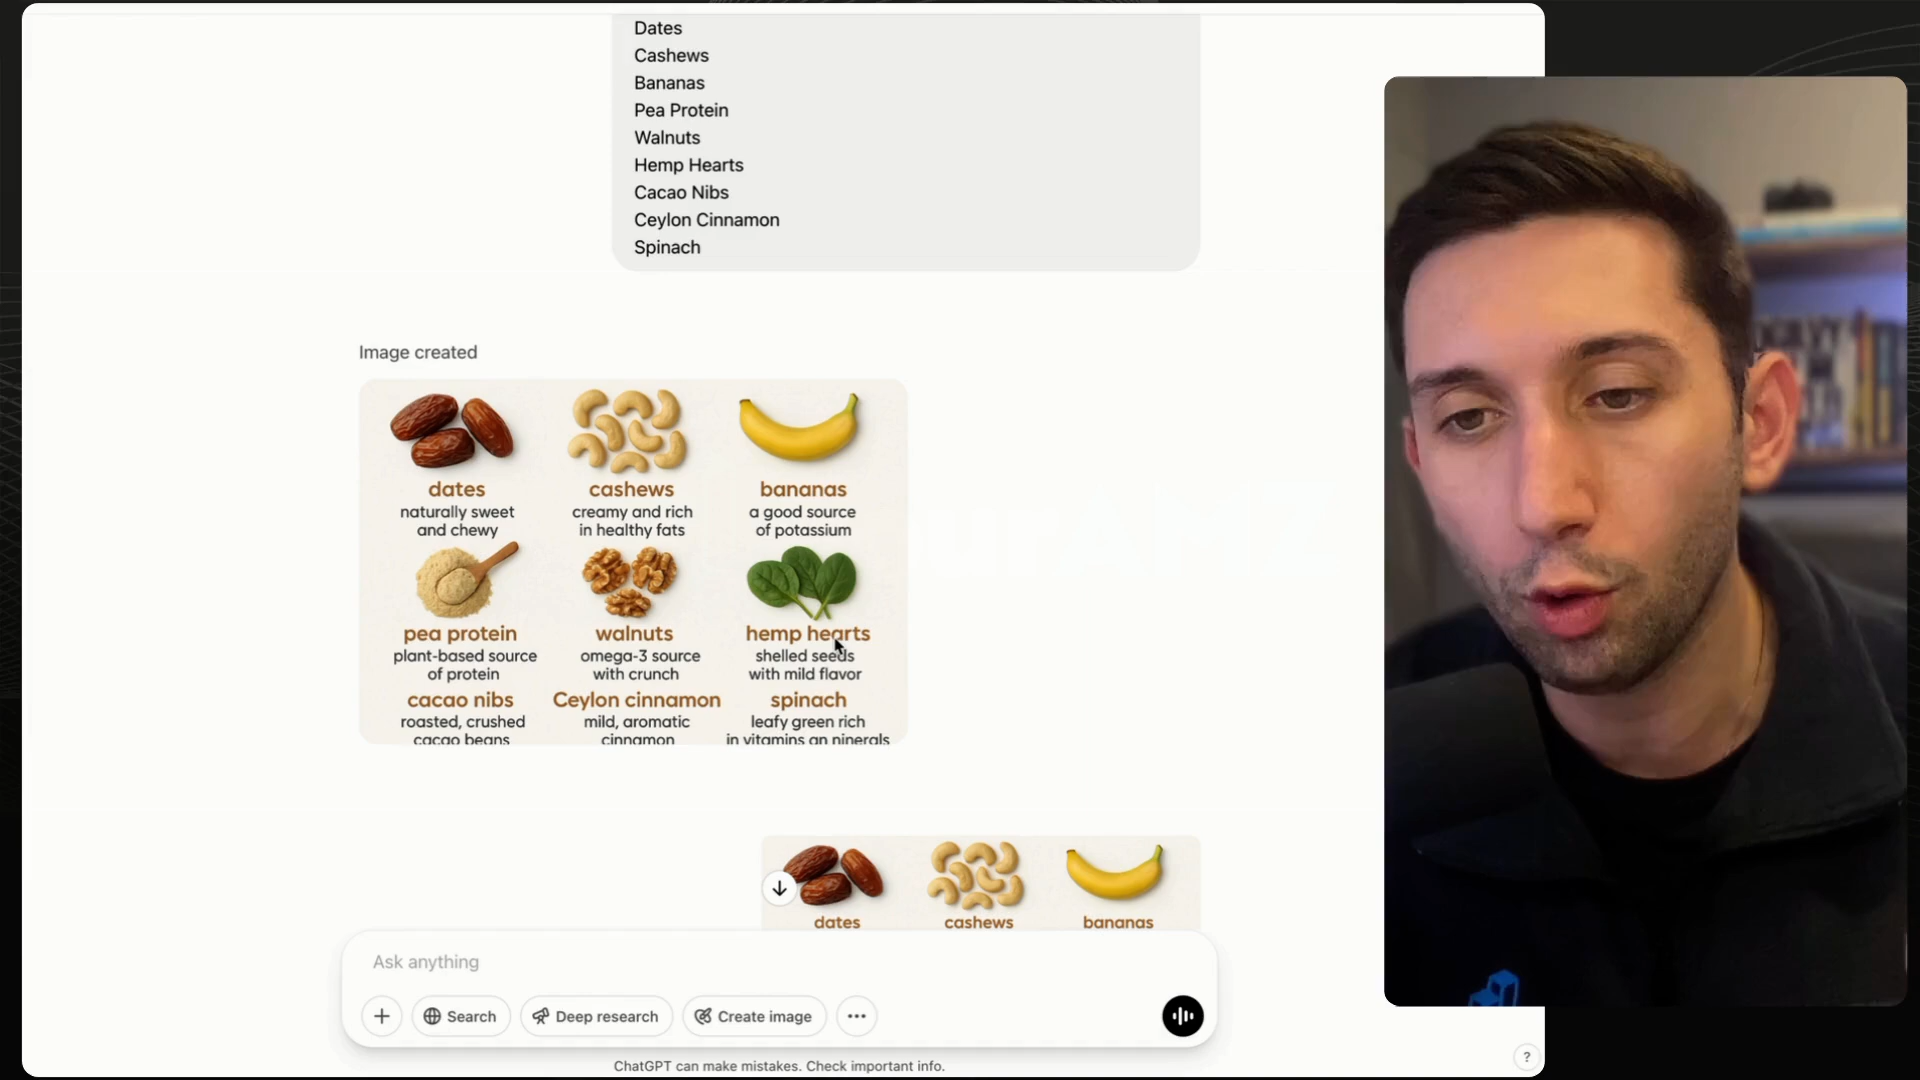 Dates
Cashews
Bananas
Pea Protein
Walnuts
Hemp Hearts
Cacao Nibs
Ceylon Cinnamon
Spinach
Image created
dates
cashews
bananas
naturally sweet
and chewy
creamy and rich
in healthy fats
a good source
of potassium
pea protein
walnuts
hemp hearts
plant-based source
of protein
omega-3 source
with crunch
shelled seeds
with mild flavor
cacao nibs
Ceylon cinnamon
spinach
roasted, crushed
cacao beans
mild, aromatic
cinnamon
leafy green rich
in vitamins an ninerals
dates
cashews
bananas
Ask anything
Search
Deep research
Create image
ChatGPT can make mistakes. Check important info.
?